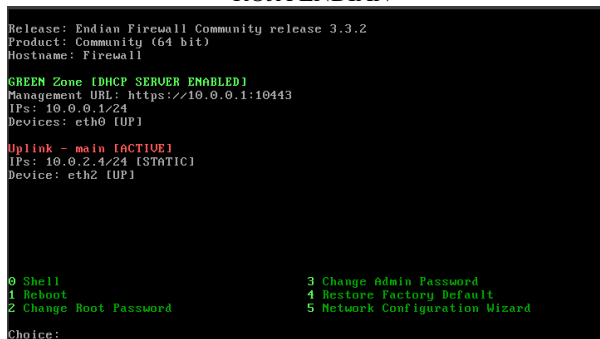 Release: Endian Firewall Community release 3.3.2
Product: Community (64 bit)
Hostname: Firewall
GREEN Zone [DHCP SERVER ENABLED]
Management URL: https://10.0.0.1:10443
IPs: 10.0.0.1/24
Devices: eth0 [UP]
Uplink - main [ACTIVE]
IPs: 10.0.2.4/24 [STATIC]
Device: eth2 [UP]
0 Shell 3 Change Admin Password
1 Reboot 4 Restore Factory Default
2 Change Root Password 5 Network Configuration Wizard
Choice: